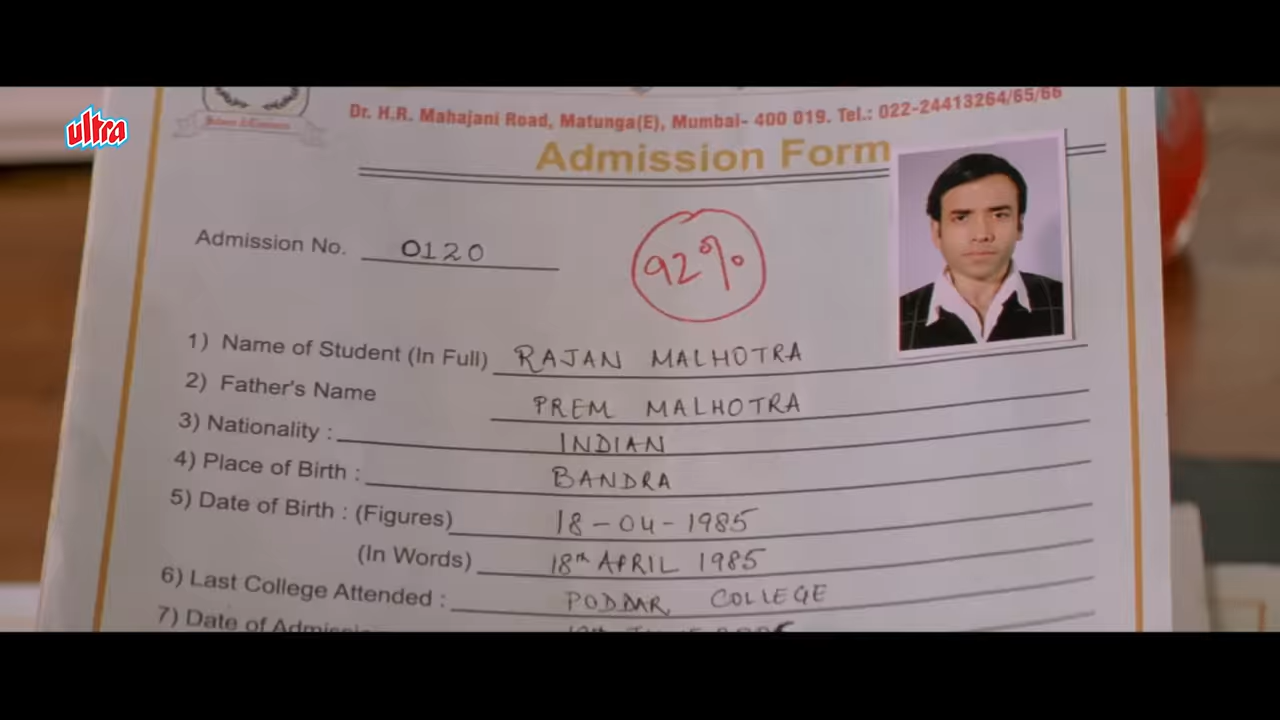 ultra
Dr. H.R. Mahajani Road, Matunga(E), Mumbai- 400 019. Tel.: 022-24413264/65/66
Admission Form
Admission No. 0120
92%
1) Name of Student (In Full) RAJAN MALHOTRA
2) Father's Name PREM MALHOTRA
3) Nationality : INDIAN
4) Place of Birth : BANDRA
5) Date of Birth : (Figures) 18-04-1985
(In Words) 18th APRIL 1985
6) Last College Attended : PODDAR COLLEGE
7) Date of